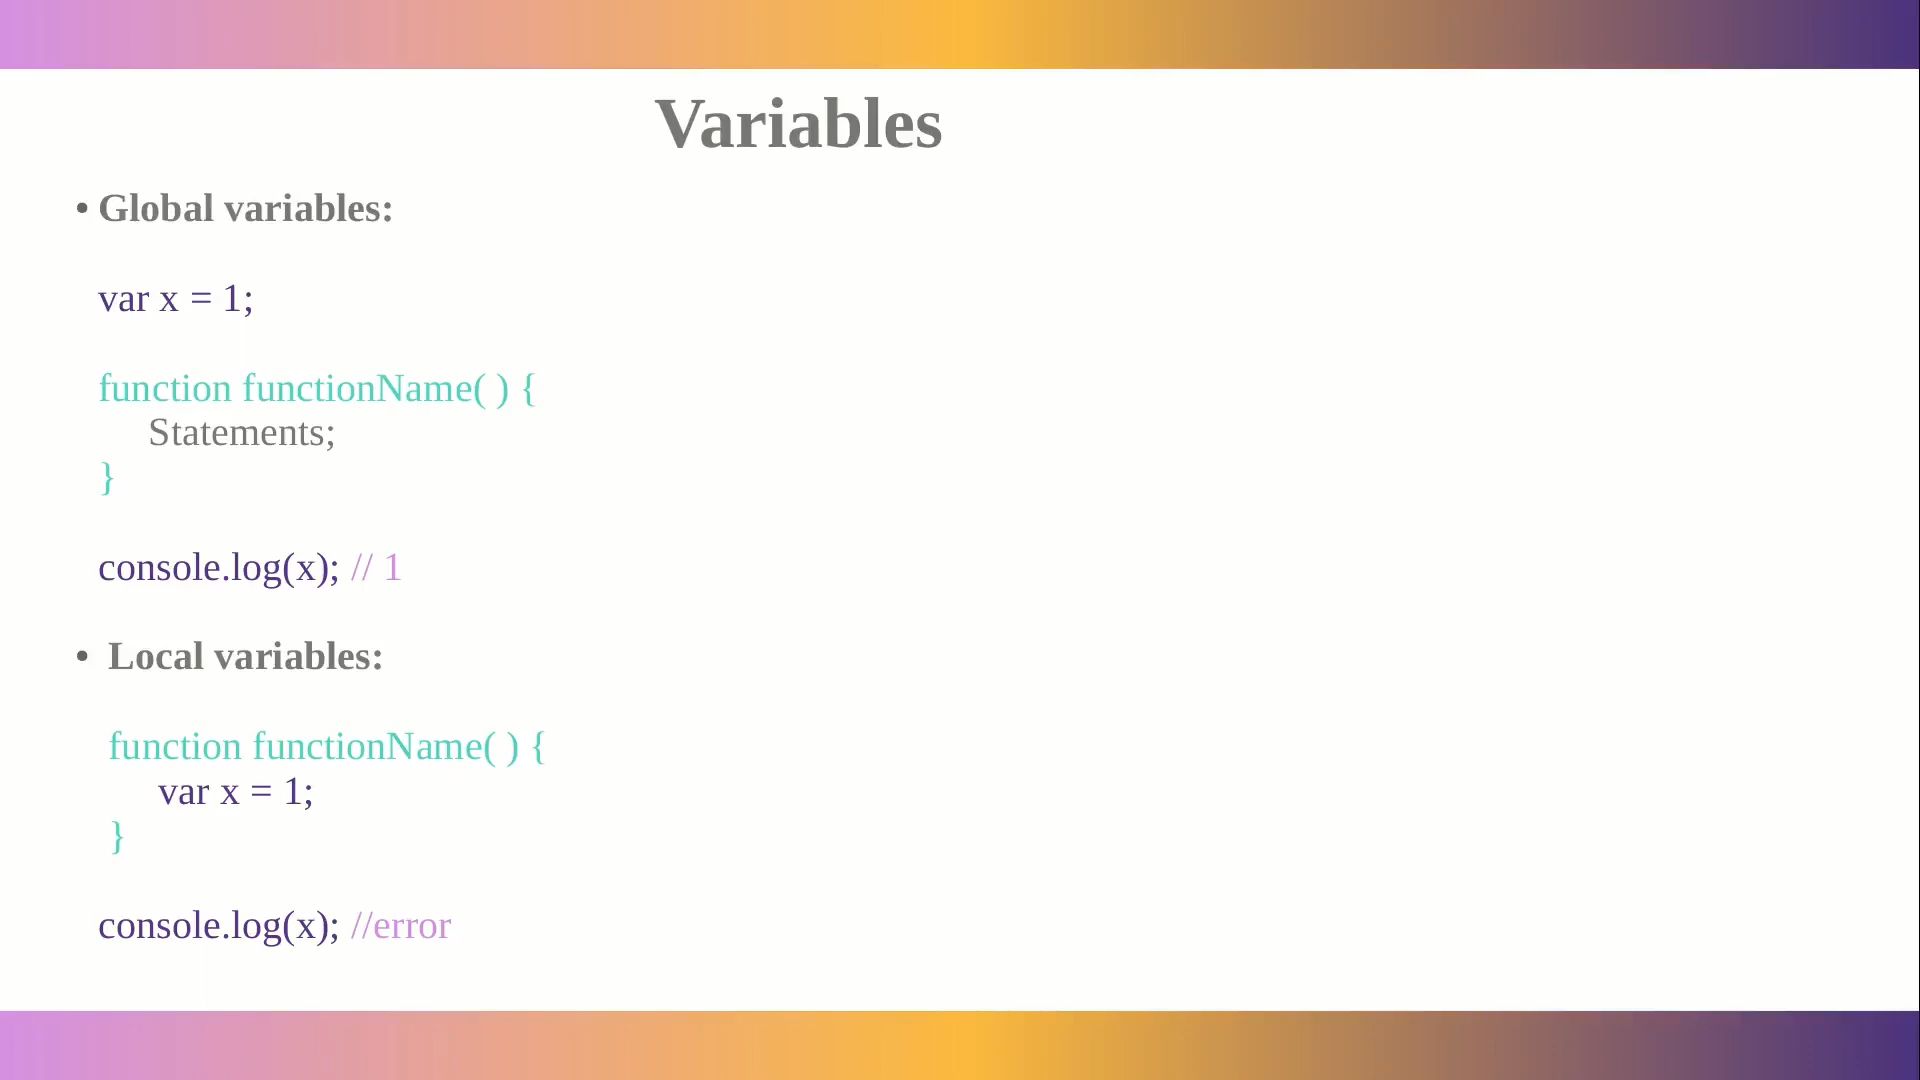 Variables
• Global variables:
var x = 1;
function functionName( ) {
Statements;
}
console.log(x); // 1
• Local variables:
function functionName( ) {
var x = 1;
}
console.log(x); //error